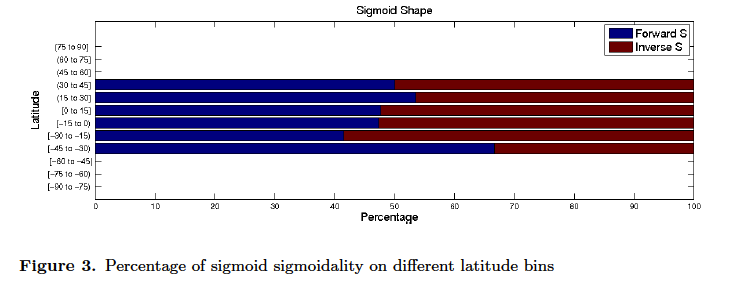 Sigmoid Shape
Forward S
Inverse S
(75 to 90]
(60 to 75]
(45 to 60]
(30 to 45]
(15 to 30]
[0 to 15]
[-15 to 0)
[-30 to -15)
[-45 to -30)
[-60 to -45)
[-75 to -60)
[-90 to -75)
Latitude
0 10 20 30 40 50 60 70 80 90 100
Percentage
Figure 3. Percentage of sigmoid sigmoidality on different latitude bins